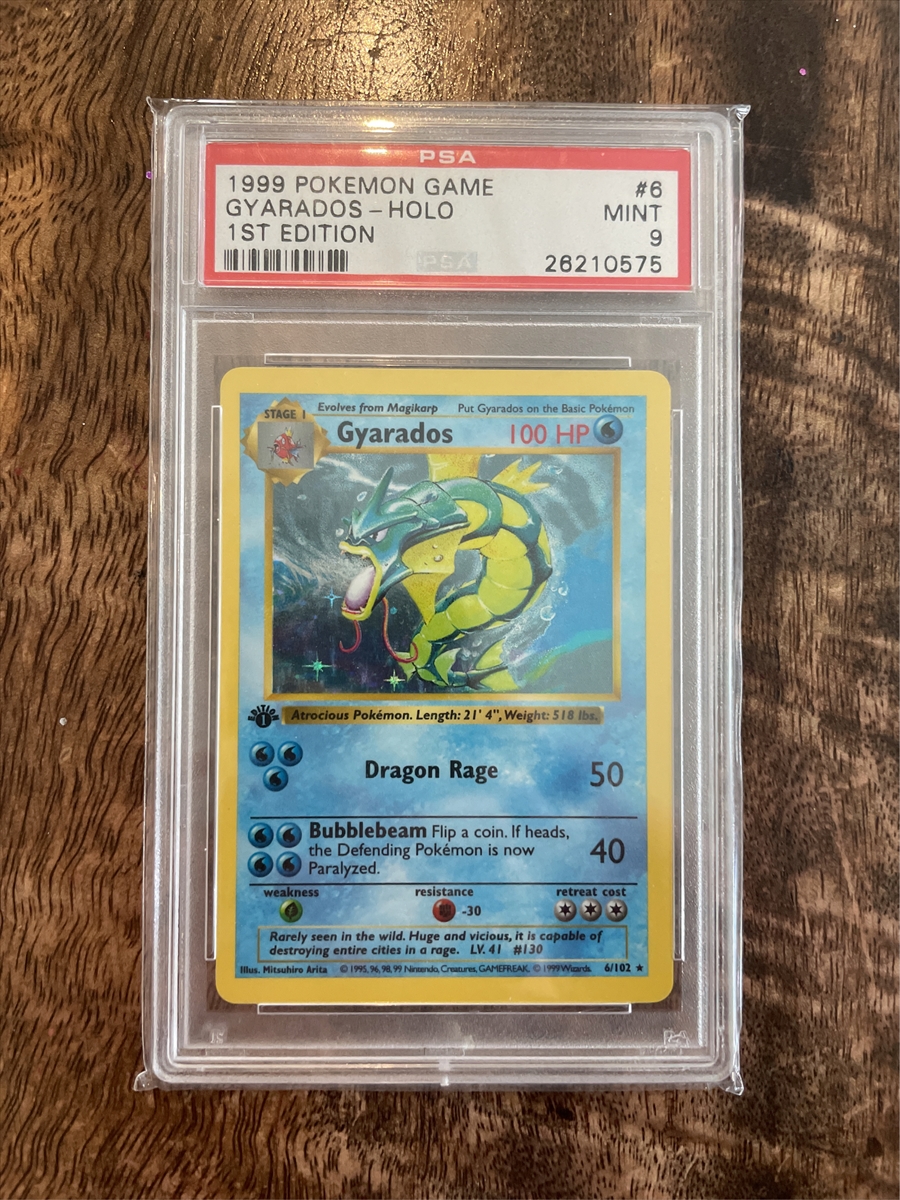 PSA
1999 POKEMON GAME #6
GYARADOS - HOLO MINT
1ST EDITION 9
PSA 26210575
STAGE 1 Evolves from Magikarp Put Gyarados on the Basic Pokémon
Gyarados 100 HP
EDITION 1
Atrocious Pokémon. Length: 21' 4", Weight: 518 lbs.
Dragon Rage 50
Bubblebeam Flip a coin. If heads,
the Defending Pokémon is now 40
Paralyzed.
weakness resistance retreat cost
-30
Rarely seen in the wild. Huge and vicious, it is capable of
destroying entire cities in a rage. LV. 41 #130
Illus. Mitsuhiro Arita © 1995, 96, 98, 99 Nintendo, Creatures, GAMEFREAK. © 1999 Wizards. 6/102 ★